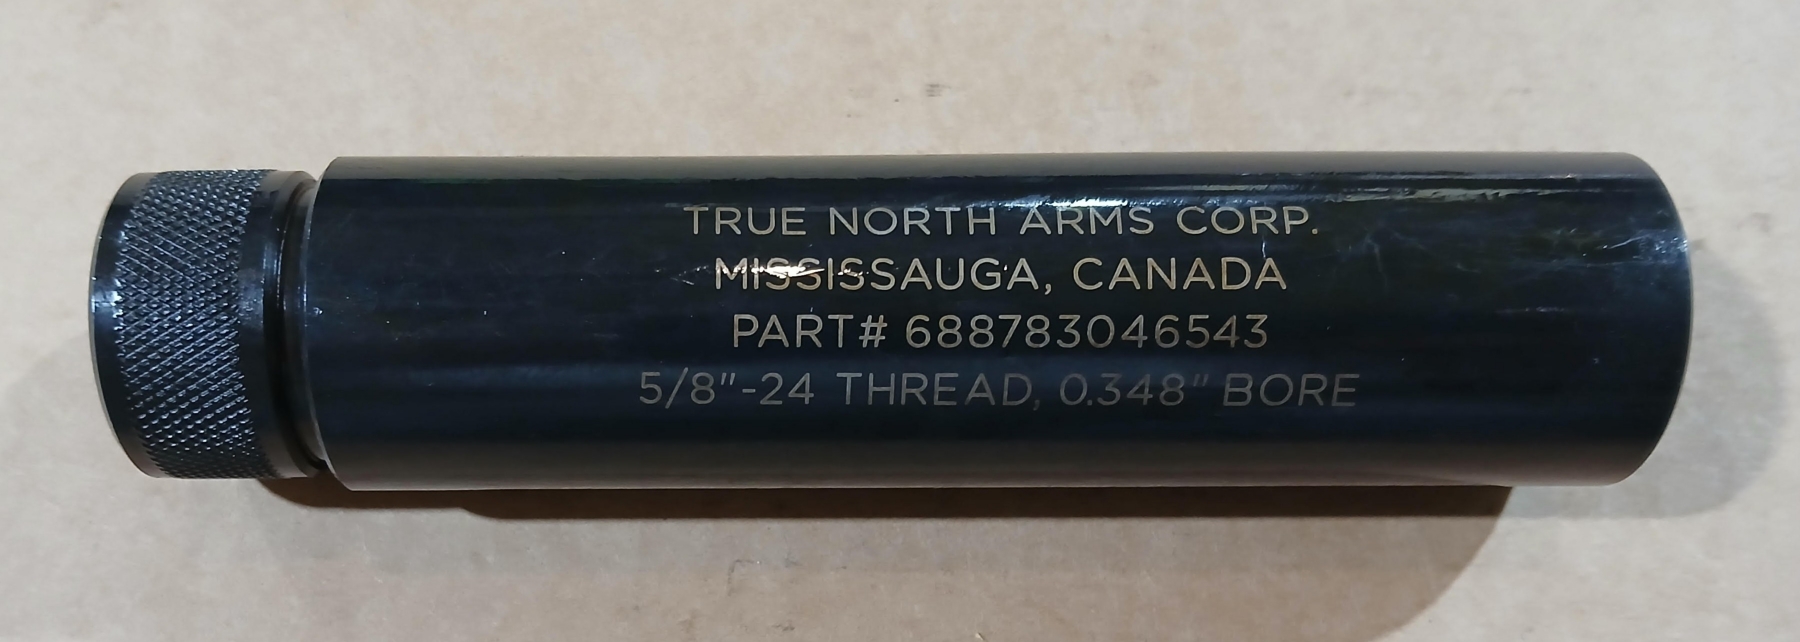 TRUE NORTH ARMS CORP.
MISSISSAUGA, CANADA
PART# 688783046543
5/8"-24 THREAD, 0.348" BORE